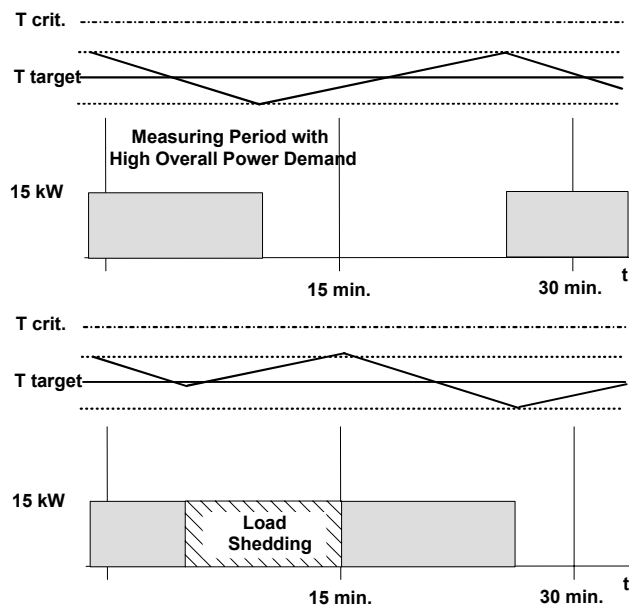 T crit.
T target
Measuring Period with
High Overall Power Demand
15 kW
t
15 min.
30 min.
T crit.
T target
15 kW
Load
Shedding
t
15 min.
30 min.